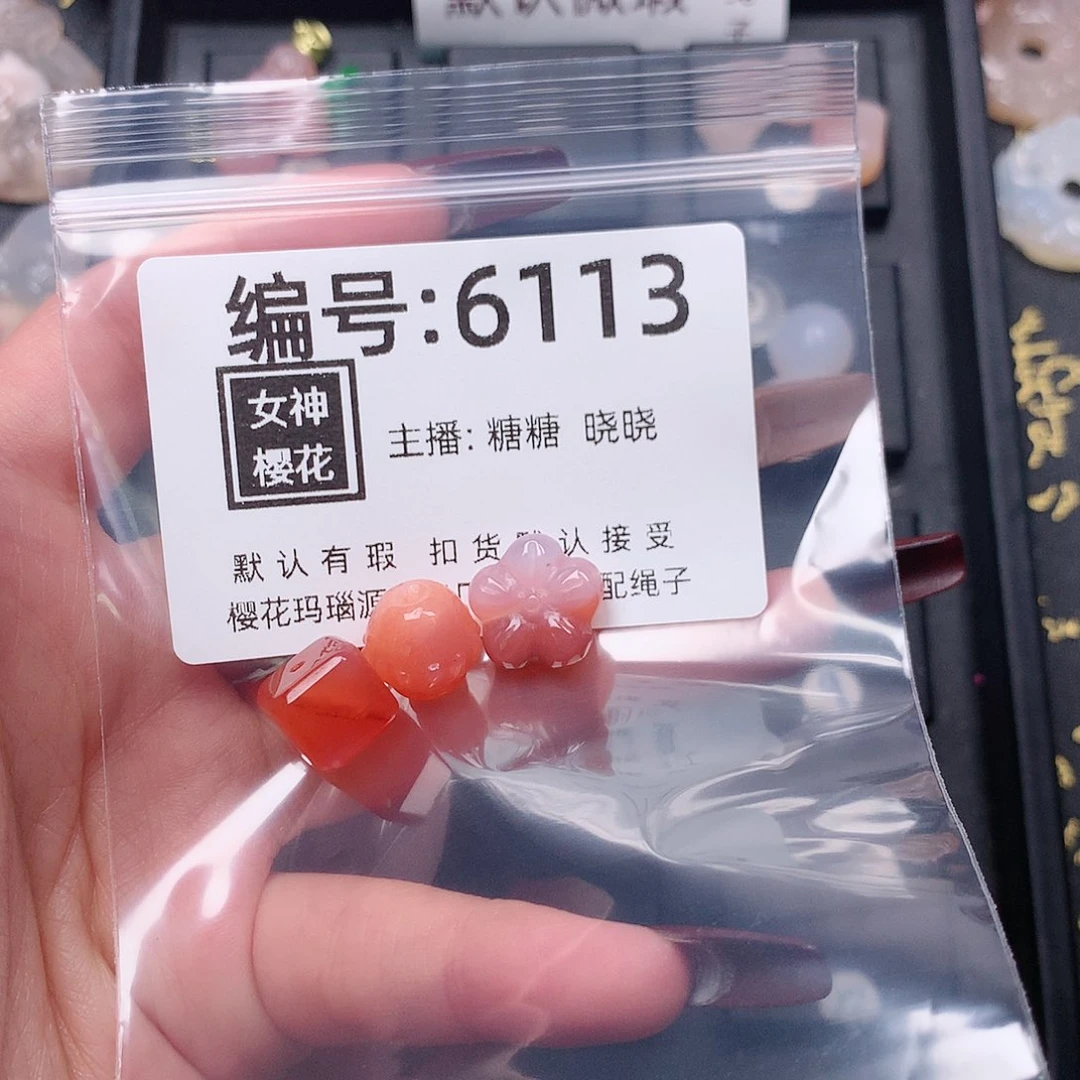 编号:6113
女神
樱花
主播: 糖糖 晓晓
默认有瑕 扣货默认接受
樱花玛瑙源 配绳子